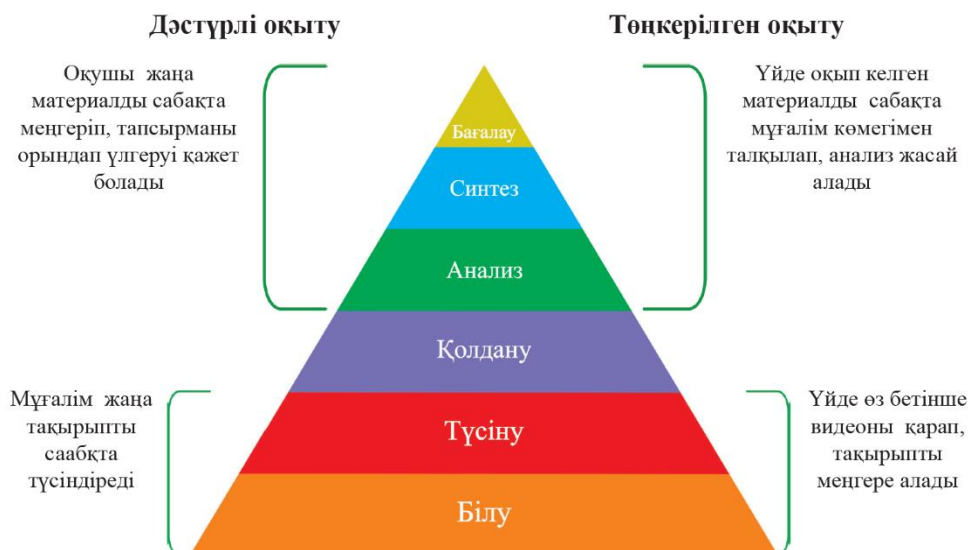 Дәстүрлі оқыту
Төңкерілген оқыту
Оқушы жаңа
материалды сабақта
меңгеріп, тапсырманы
орындап үлгеруі қажет
болады
Үйде оқып келген
материалды сабақта
мұғалім көмегімен
талқылап, анализ жасай
алады
Бағалау
Синтез
Анализ
Қолдану
Түсіну
Білу
Мұғалім жаңа
тақырыпты
саабқта
түсіндіреді
Үйде өз бетінше
видеоны қарап,
тақырыпты
меңгере алады